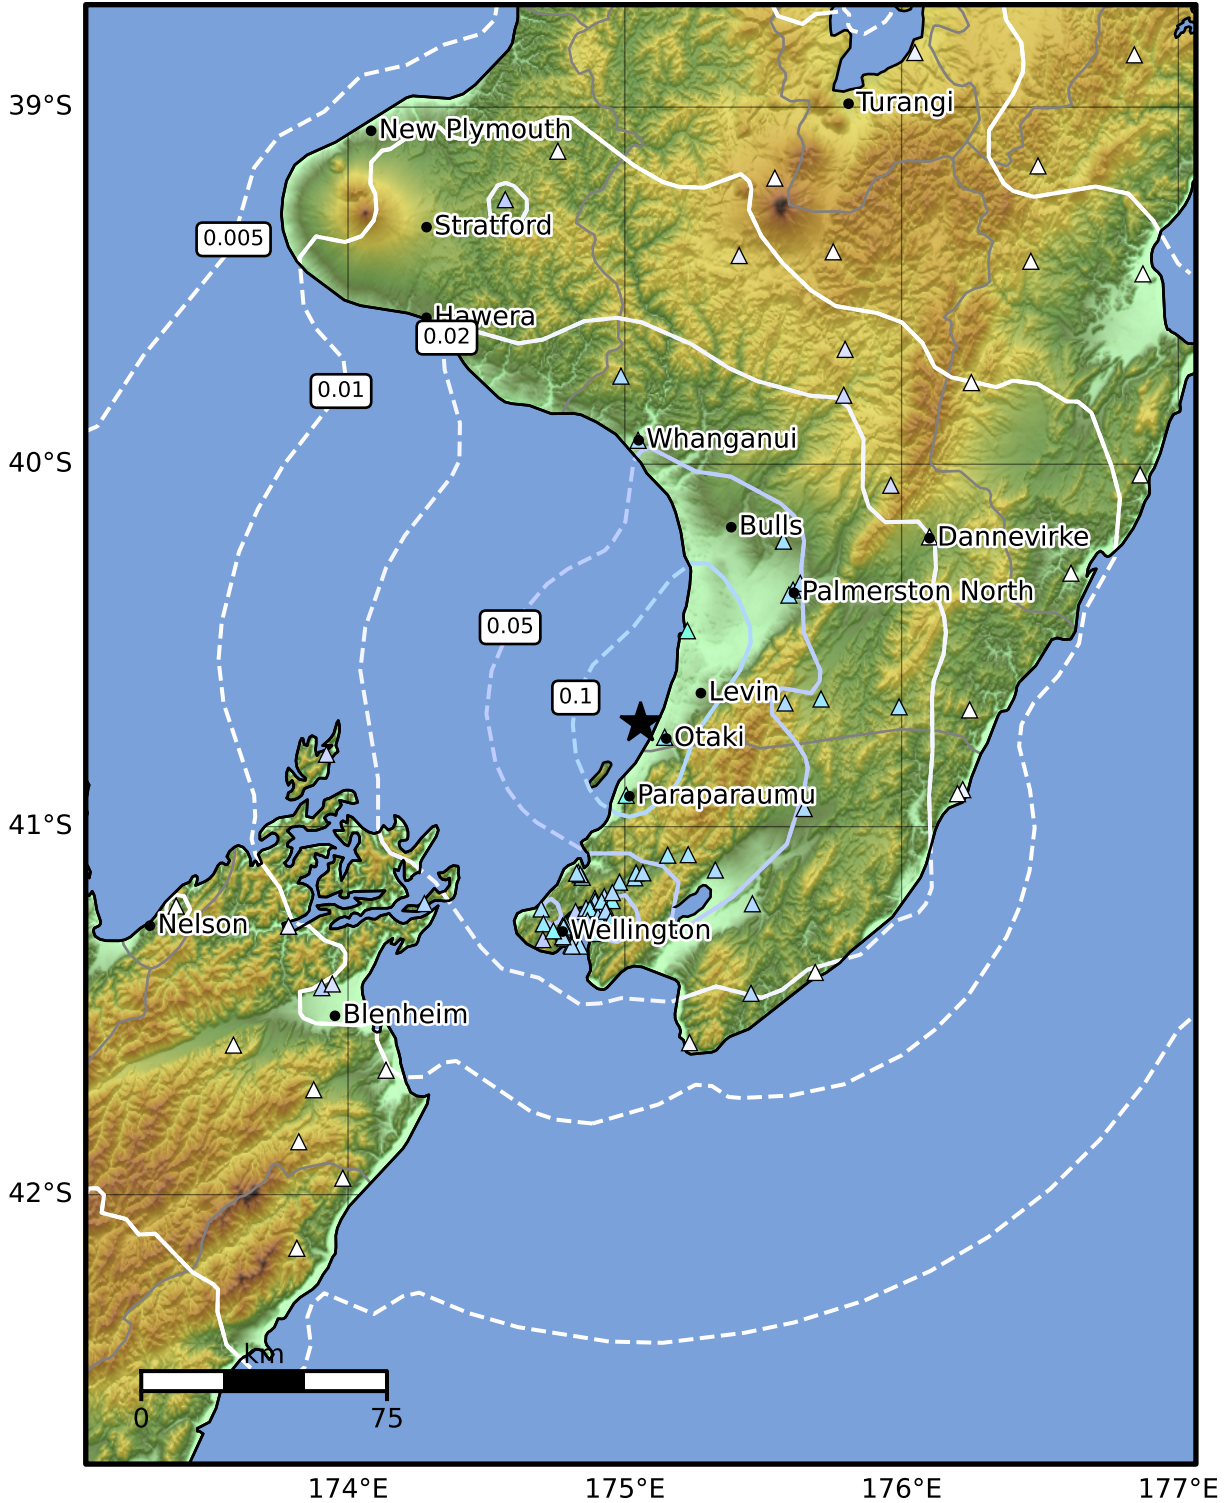 39°S
Turangi
New Plymouth
Stratford
0.005
Hawera
0.02
0.01
40°S
Whanganui
Bulls
Dannevirke
Palmerston North
0.05
Levin
0.1
Otaki
Paraparaumu
41°S
Nelson
Wellington
Blenheim
42°S
km
0
75
174°E
175°E
176°E
177°E